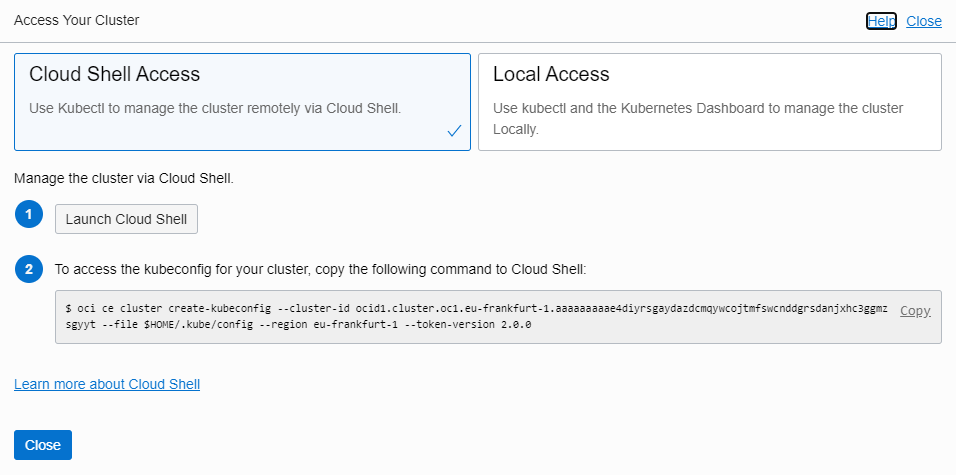 Access Your Cluster
Help Close
Cloud Shell Access
Use Kubectl to manage the cluster remotely via Cloud Shell.
Local Access
Use kubectl and the Kubernetes Dashboard to manage the cluster
Locally.
Manage the cluster via Cloud Shell.
1 Launch Cloud Shell
2 To access the kubeconfig for your cluster, copy the following command to Cloud Shell:
$ oci ce cluster create-kubeconfig --cluster-id ocid1.cluster.oc1.eu-frankfurt-1.aaaaaaaaae4diyrsgaydazdcmqywcojtmfswcnddgrsdanjxhc3ggmz
sgyyt --file $HOME/.kube/config --region eu-frankfurt-1 --token-version 2.0.0
Copy
Learn more about Cloud Shell
Close